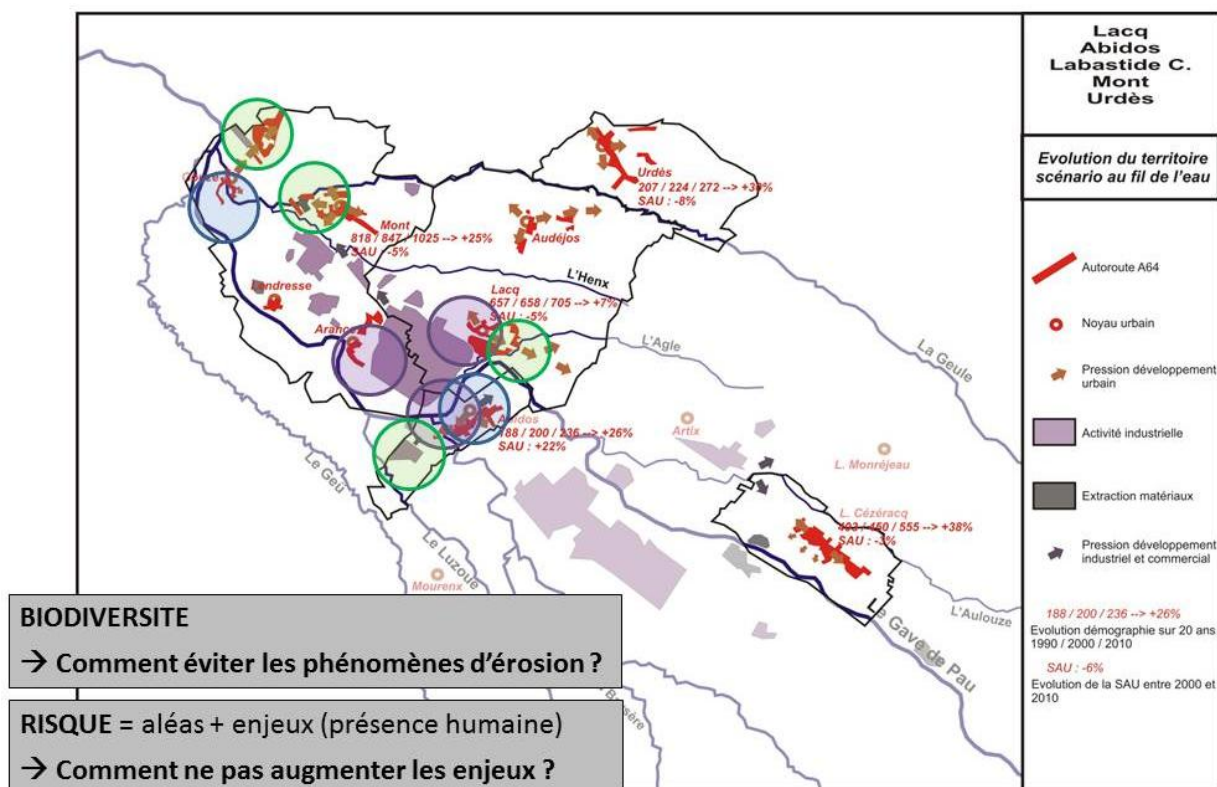 Lacq
Abidos
Labastide C.
Mont
Urdès
Evolution du territoire
scénario au fil de l'eau
Autoroute A64
Noyau urbain
Pression développement
urbain
Activité industrielle
Extraction matériaux
Pression développement
industriel et commercial
188 / 200 / 236 --> +26%
Evolution démographie sur 20 ans
1990 / 2000 / 2010
SAU : -6%
Evolution de la SAU entre 2000 et
2010
Urdès
207 / 224 / 272 --> +30%
SAU : -8%
Mont
818 / 847 / 1025 --> +25%
SAU : -5%
Audéjos
L'Henx
Lendresse
Lacq
657 / 658 / 705 --> +7%
SAU : -5%
Arance
L'Agle
La Geule
Abidos
188 / 200 / 236 --> +26%
SAU : +22%
Artix
L. Monréjeau
Le Geü
Le Luzoue
L. Cézéracq
403 / 450 / 555 --> +38%
SAU : -3%
Mourenx
L'Aulouze
Le Gave de Pau
BIODIVERSITE
→ Comment éviter les phénomènes d'érosion ?
RISQUE = aléas + enjeux (présence humaine)
→ Comment ne pas augmenter les enjeux ?